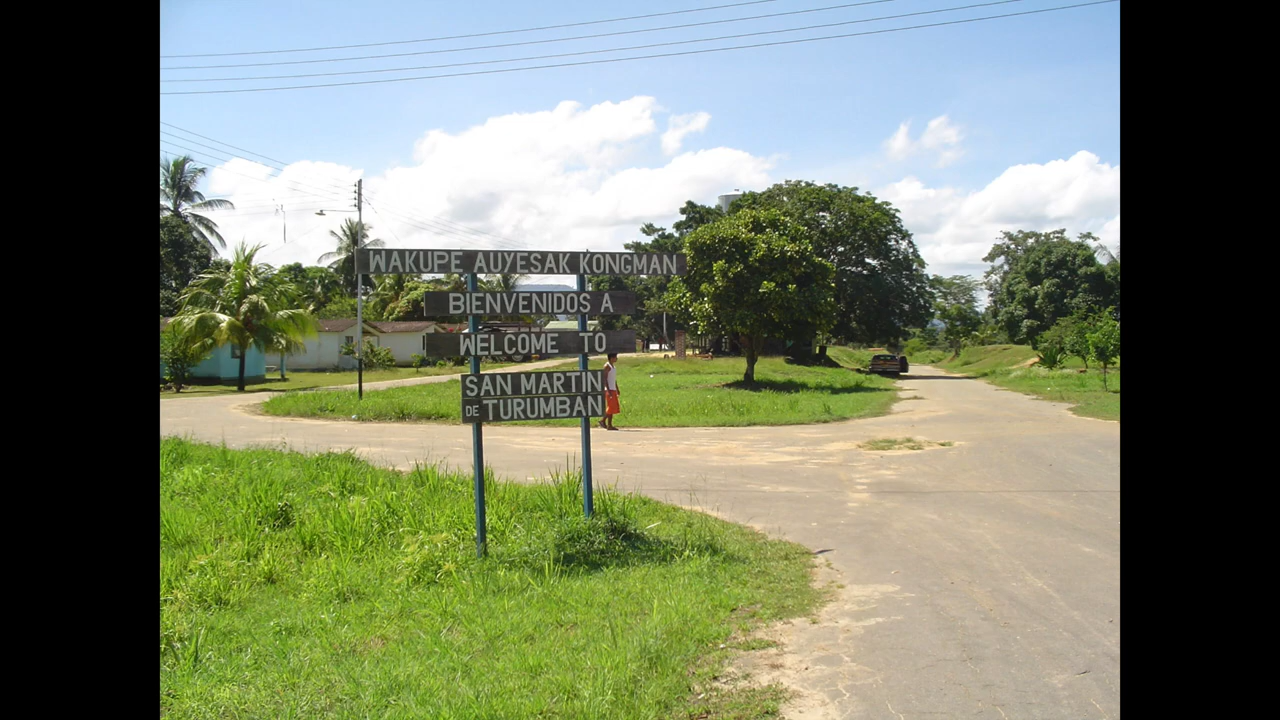 WAKUPE AUYESAK KONGMAN
BIENVENIDOS A
WELCOME TO
SAN MARTIN
DE TURUMBAN